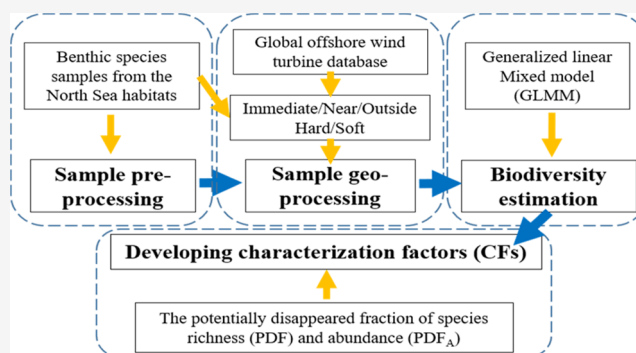 Benthic species
samples from the
North Sea habitats
Sample pre-
processing
Global offshore wind
turbine database
Immediate/Near/Outside
Hard/Soft
Sample geo-
processing
Generalized linear
Mixed model
(GLMM)
Biodiversity
estimation
Developing characterization factors (CFs)
The potentially disappeared fraction of species
richness (PDF) and abundance (PDFA)